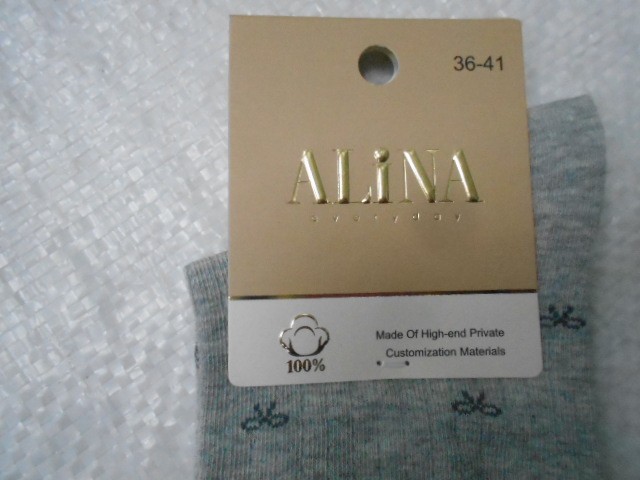 36-41
ALiNA
everyday
Made Of High-end Private
Customization Materials
100%